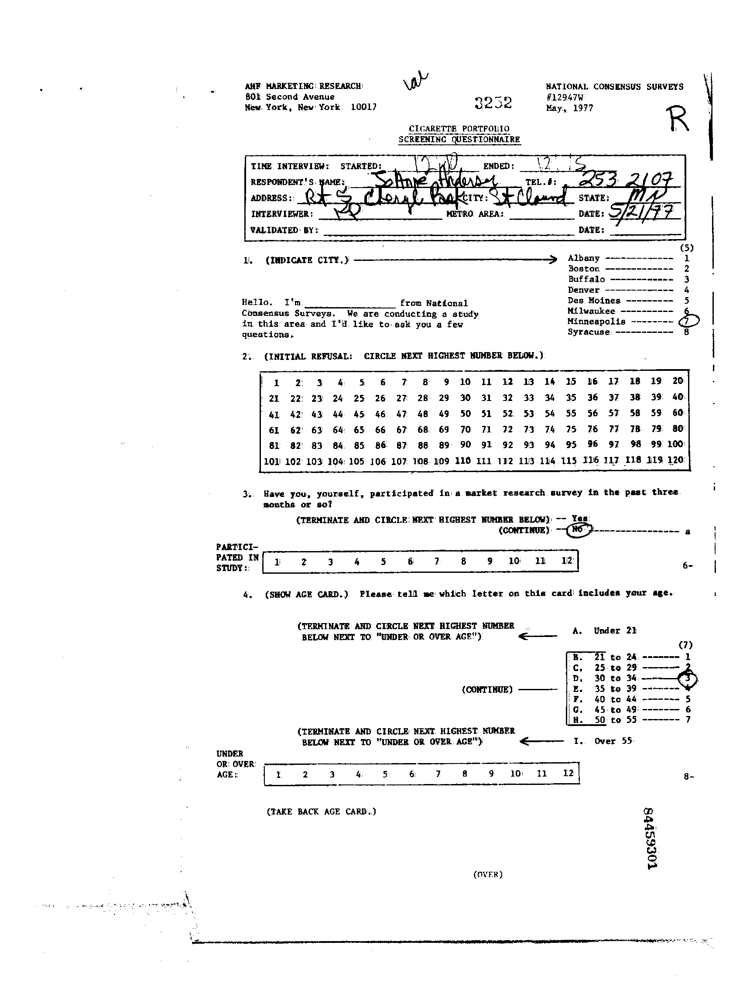 val
AHF MARKETING RESEARCH NATIONAL CONSENSUS SURVEYS
801 Second Avenue 3252 #12947W
New York, New York 10017 May, 1977
R
CIGARETTE PORTFOLIO
SCREENING QUESTIONNAIRE
TIME INTERVIEW: STARTED: 12 00 ENDED: 12 15
RESPONDENT'S NAME: JoAnne Anderson TEL.#: 253 2107
ADDRESS: Rt 5 Cheryl CITY: St Cloud STATE: MN
INTERVIEWER: METRO AREA: DATE: 5/21/77
VALIDATED BY: DATE:
(5)
1. (INDICATE CITY.) Albany ------------ 1
Boston ------------ 2
Buffalo ----------- 3
Denver ------------ 4
Hello. I'm ____________ from National Des Moines -------- 5
Consensus Surveys. We are conducting a study Milwaukee --------- 6
in this area and I'd like to ask you a few Minneapolis ------- 7
questions. Syracuse ---------- 8
2. (INITIAL REFUSAL: CIRCLE NEXT HIGHEST NUMBER BELOW.)
1 2 3 4 5 6 7 8 9 10 11 12 13 14 15 16 17 18 19 20
21 22 23 24 25 26 27 28 29 30 31 32 33 34 35 36 37 38 39 40
41 42 43 44 45 46 47 48 49 50 51 52 53 54 55 56 57 58 59 60
61 62 63 64 65 66 67 68 69 70 71 72 73 74 75 76 77 78 79 80
81 82 83 84 85 86 87 88 89 90 91 92 93 94 95 96 97 98 99 100
101 102 103 104 105 106 107 108 109 110 111 112 113 114 115 116 117 118 119 120
3. Have you, yourself, participated in a market research survey in the past three
months or so?
(TERMINATE AND CIRCLE NEXT HIGHEST NUMBER BELOW) -- Yes
(CONTINUE) -- No ---------------- a
PARTICI-
PATED IN 1 2 3 4 5 6 7 8 9 10 11 12
STUDY: 6-
4. (SHOW AGE CARD.) Please tell me which letter on this card includes your age.
(TERMINATE AND CIRCLE NEXT HIGHEST NUMBER A. Under 21
BELOW NEXT TO "UNDER OR OVER AGE")
(7)
B. 21 to 24 ------- 1
C. 25 to 29 ------- 2
D. 30 to 34 ------- 3
(CONTINUE) E. 35 to 39 ------- 4
F. 40 to 44 ------- 5
G. 45 to 49 ------- 6
H. 50 to 55 ------- 7
(TERMINATE AND CIRCLE NEXT HIGHEST NUMBER
BELOW NEXT TO "UNDER OR OVER AGE") I. Over 55
UNDER
OR OVER
AGE: 1 2 3 4 5 6 7 8 9 10 11 12 8-
(TAKE BACK AGE CARD.)
84459301
(OVER)